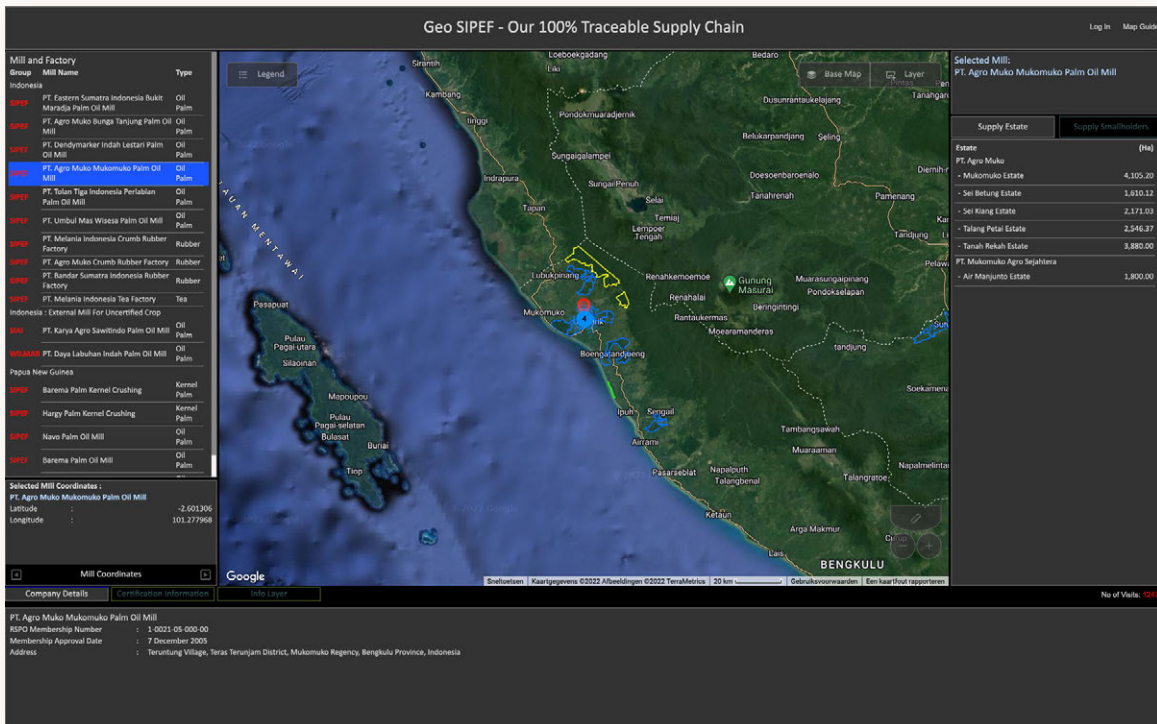 Geo SIPEF - Our 100% Traceable Supply Chain
Log In Map Guide
Mill and Factory
Group Mill Name Type
Indonesia
SIPEF PT. Eastern Sumatra Indonesia Bukit Maradja Palm Oil Mill Oil Palm
SIPEF PT. Agro Muko Bunga Tanjung Palm Oil Mill Oil Palm
SIPEF PT. Dendymarker Indah Lestari Palm Oil Mill Oil Palm
PT. Agro Muko Mukomuko Palm Oil Mill Oil Palm
SIPEF PT. Tolan Tiga Indonesia Perlabian Palm Oil Mill Oil Palm
SIPEF PT. Umbul Mas Wisesa Palm Oil Mill Oil Palm
SIPEF PT. Melania Indonesia Crumb Rubber Factory Rubber
SIPEF PT. Agro Muko Crumb Rubber Factory Rubber
SIPEF PT. Bandar Sumatra Indonesia Rubber Factory Rubber
SIPEF PT. Melania Indonesia Tea Factory Tea
Indonesia : External Mill For Uncertified Crop
PT. Karya Agro Sawitindo Palm Oil Mill Oil Palm
WILMAR PT. Daya Labuhan Indah Palm Oil Mill Oil Palm
Papua New Guinea
SIPEF Barema Palm Kernel Crushing Kernel Palm
SIPEF Hargy Palm Kernel Crushing Kernel Palm
SIPEF Navo Palm Oil Mill Oil Palm
SIPEF Barema Palm Oil Mill Oil Palm
Selected Mill Coordinates :
PT. Agro Muko Mukomuko Palm Oil Mill
Latitude : -2.601306
Longitude : 101.277968
Mill Coordinates
Legend
Base Map
Layer
Loeboekgadang
Bedaro
Sirantih
Liki
Kambang
Dusunrantaukelajang
Tanahgar
Pondokmuaradjernik
tinggi
Belukarpandjang
Seling
Sungaigalampei
Indrapura
SungaiPenuh
Doesoenbaroenalo
Diernih
Selai
Tanahrenah
Pamenang
Tapan
Temiaj
Lempoer Tengah
Tandjung
LAUAN MENTAWAI
Lubukpinang
Renahkemoemoe
Gunung Masurai
Muarasungaipinang
Pondokselapan
Renahalai
Beringintingi
Pasapuat
Mukomuko
4
Rantaukermas
Moearamanderas
Pulau Pagai-utara
Boengatandjoeng
tandjung
Silaoinan
Mapoupou
Soekamena
Pulau Pagai-selatan
Ipuh
Sengail
Bulasat
Buriai
Airrami
Tambangsawah
Muaraaman
Tiop
Pasarseblat
Napalputh
Talangbenal
Napalmelintan
Talangratoe
Ketaun
Arga Makmur
Curup
Lais
BENGKULU
Google
Sneltoetsen Kaartgegevens ©2022 Afbeeldingen ©2022 TerraMetrics 20 km Gebruiksvoorwaarden Een kaartfout rapporteren
Selected Mill:
PT. Agro Muko Mukomuko Palm Oil Mill
Supply Estate Supply Smallholders
Estate (Ha)
PT. Agro Muko
- Mukomuko Estate 4,105.20
- Sei Betung Estate 1,610.12
- Sei Kiang Estate 2,171.03
- Talang Petai Estate 2,546.37
- Tanah Rekah Estate 3,880.00
PT. Mukomuko Agro Sejahtera
- Air Manjunto Estate 1,800.00
Company Details Certification Information Info Layer
No of Visits:
PT. Agro Muko Mukomuko Palm Oil Mill
RSPO Membership Number : 1-0021-05-000-00
Membership Approval Date : 7 December 2005
Address : Teruntung Village, Teras Terunjam District, Mukomuko Regency, Bengkulu Province, Indonesia